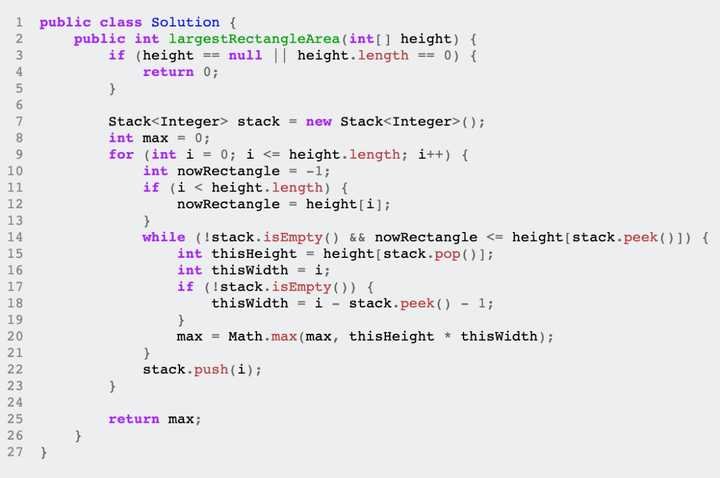 1 public class Solution {
2     public int largestRectangleArea(int[] height) {
3         if (height == null || height.length == 0) {
4             return 0;
5         }
6
7         Stack<Integer> stack = new Stack<Integer>();
8         int max = 0;
9         for (int i = 0; i <= height.length; i++) {
10             int nowRectangle = -1;
11             if (i < height.length) {
12                 nowRectangle = height[i];
13             }
14             while (!stack.isEmpty() && nowRectangle <= height[stack.peek()]) {
15                 int thisHeight = height[stack.pop()];
16                 int thisWidth = i;
17                 if (!stack.isEmpty()) {
18                     thisWidth = i - stack.peek() - 1;
19                 }
20                 max = Math.max(max, thisHeight * thisWidth);
21             }
22             stack.push(i);
23         }
24
25         return max;
26     }
27 }